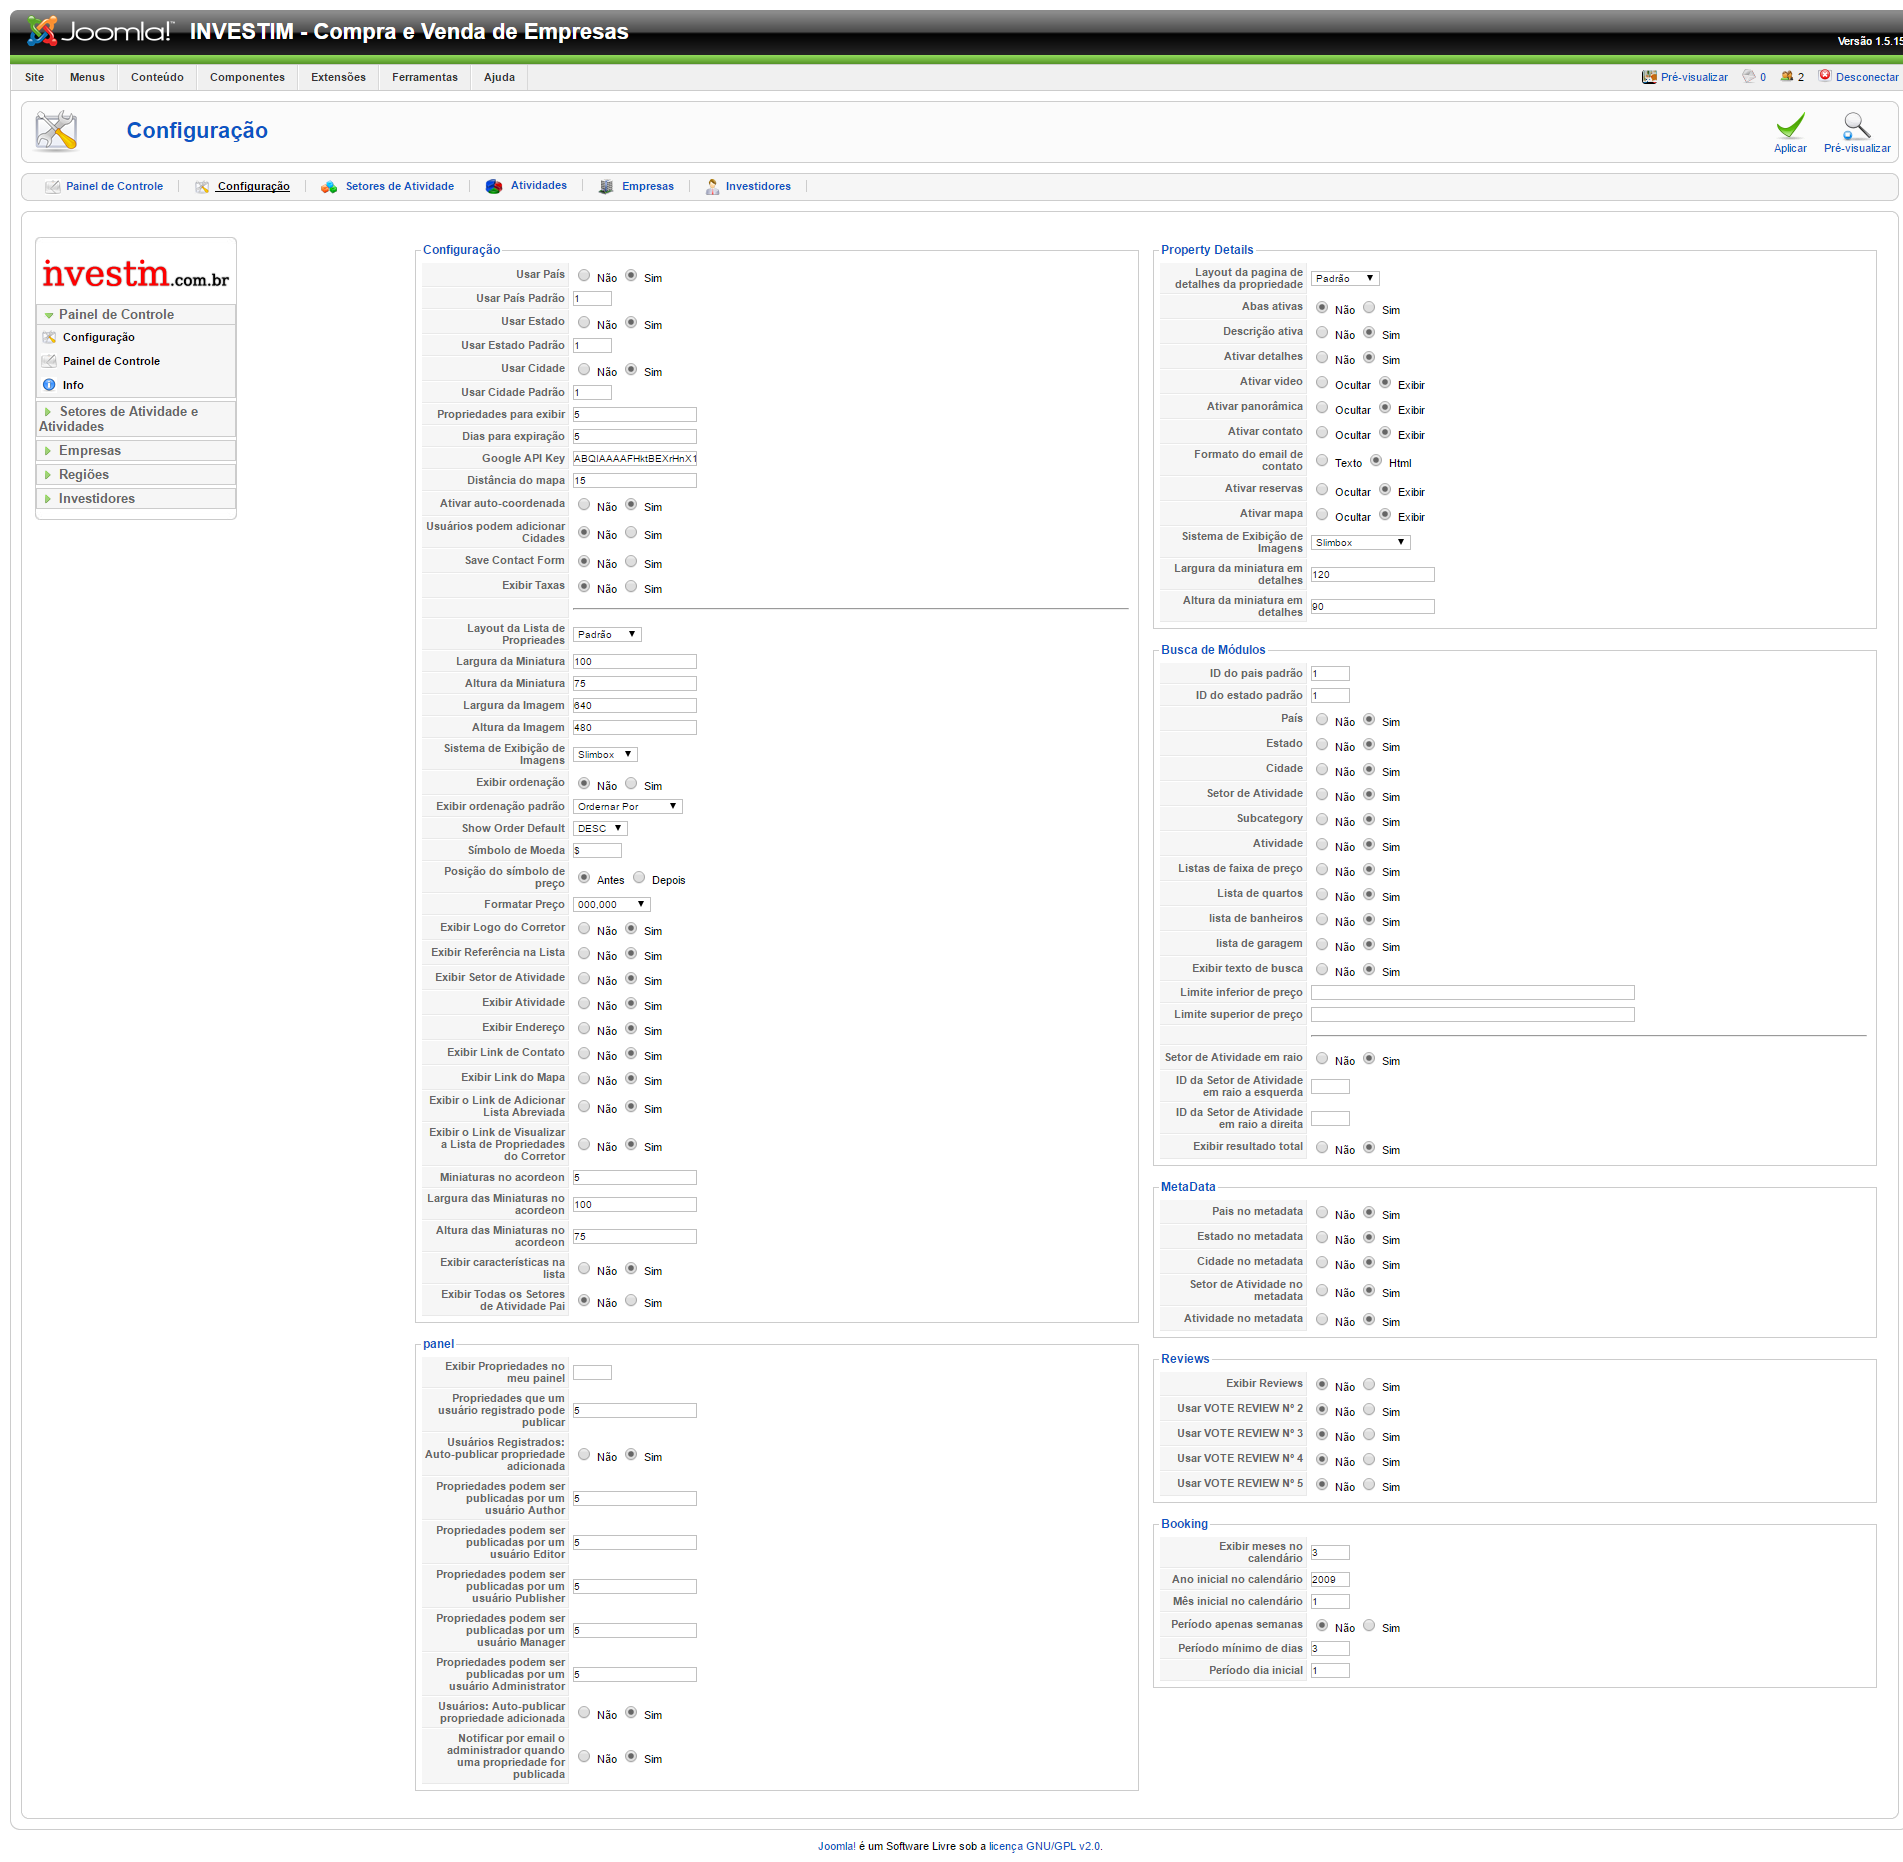 Joomla! INVESTIM - Compra e Venda de Empresas
Versão 1.5.15
Site Menus Conteúdo Componentes Extensões Ferramentas Ajuda Pré-visualizar 0 2 Desconectar
Configuração
Aplicar Pré-visualizar
Painel de Controle Configuração Setores de Atividade Atividades Empresas Investidores
investim.com.br
Painel de Controle
Configuração
Painel de Controle
Info
Setores de Atividade e
Atividades
Empresas
Regiões
Investidores
Configuração
Usar País Não Sim
Usar País Padrão 1
Usar Estado Não Sim
Usar Estado Padrão 1
Usar Cidade Não Sim
Usar Cidade Padrão 1
Propriedades para exibir 5
Dias para expiração 5
Google API Key ABQIAAAAFHktBEXrHnX1
Distância do mapa 15
Ativar auto-coordenada Não Sim
Usuários podem adicionar
Cidades Não Sim
Save Contact Form Não Sim
Exibir Taxas Não Sim
Layout da Lista de
Proprieades Padrão
Largura da Miniatura 100
Altura da Miniatura 75
Largura da Imagem 640
Altura da Imagem 480
Sistema de Exibição de
Imagens Slimbox
Exibir ordenação Não Sim
Exibir ordenação padrão Ordernar Por
Show Order Default DESC
Símbolo de Moeda $
Posição do símbolo de
preço Antes Depois
Formatar Preço 000,000
Exibir Logo do Corretor Não Sim
Exibir Referência na Lista Não Sim
Exibir Setor de Atividade Não Sim
Exibir Atividade Não Sim
Exibir Endereço Não Sim
Exibir Link de Contato Não Sim
Exibir Link do Mapa Não Sim
Exibir o Link de Adicionar
Lista Abreviada Não Sim
Exibir o Link de Visualizar
a Lista de Propriedades
do Corretor Não Sim
Miniaturas no acordeon 5
Largura das Miniaturas no
acordeon 100
Altura das Miniaturas no
acordeon 75
Exibir características na
lista Não Sim
Exibir Todas os Setores
de Atividade Pai Não Sim
panel
Exibir Propriedades no
meu painel
Propriedades que um
usuário registrado pode
publicar 5
Usuários Registrados:
Auto-publicar propriedade
adicionada Não Sim
Propriedades podem ser
publicadas por um
usuário Author 5
Propriedades podem ser
publicadas por um
usuário Editor 5
Propriedades podem ser
publicadas por um
usuário Publisher 5
Propriedades podem ser
publicadas por um
usuário Manager 5
Propriedades podem ser
publicadas por um
usuário Administrator 5
Usuários: Auto-publicar
propriedade adicionada Não Sim
Notificar por email o
administrador quando
uma propriedade for
publicada Não Sim
Property Details
Layout da pagina de
detalhes da propriedade Padrão
Abas ativas Não Sim
Descrição ativa Não Sim
Ativar detalhes Não Sim
Ativar video Ocultar Exibir
Ativar panorâmica Ocultar Exibir
Ativar contato Ocultar Exibir
Formato do email de
contato Texto Html
Ativar reservas Ocultar Exibir
Ativar mapa Ocultar Exibir
Sistema de Exibição de
Imagens Slimbox
Largura da miniatura em
detalhes 120
Altura da miniatura em
detalhes 90
Busca de Módulos
ID do pais padrão 1
ID do estado padrão 1
País Não Sim
Estado Não Sim
Cidade Não Sim
Setor de Atividade Não Sim
Subcategory Não Sim
Atividade Não Sim
Listas de faixa de preço Não Sim
Lista de quartos Não Sim
lista de banheiros Não Sim
lista de garagem Não Sim
Exibir texto de busca Não Sim
Limite inferior de preço
Limite superior de preço
Setor de Atividade em raio Não Sim
ID da Setor de Atividade
em raio a esquerda
ID da Setor de Atividade
em raio a direita
Exibir resultado total Não Sim
MetaData
Pais no metadata Não Sim
Estado no metadata Não Sim
Cidade no metadata Não Sim
Setor de Atividade no
metadata Não Sim
Atividade no metadata Não Sim
Reviews
Exibir Reviews Não Sim
Usar VOTE REVIEW Nº 2 Não Sim
Usar VOTE REVIEW Nº 3 Não Sim
Usar VOTE REVIEW Nº 4 Não Sim
Usar VOTE REVIEW Nº 5 Não Sim
Booking
Exibir meses no
calendário 3
Ano inicial no calendário 2009
Mês inicial no calendário 1
Período apenas semanas Não Sim
Período mínimo de dias 3
Período dia inicial 1
Joomla! é um Software Livre sob a licença GNU/GPL v2.0.